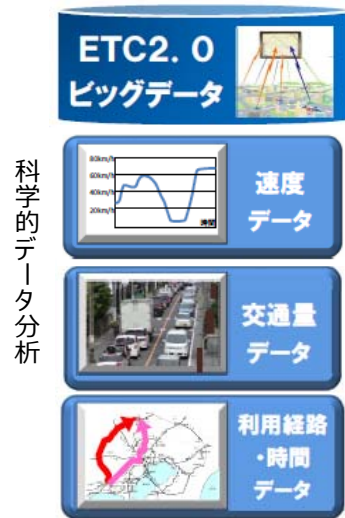 ETC2.0
ビッグデータ
科学的データ分析
80km/h
60km/h
40km/h
20km/h
時間
速度
データ
交通量
データ
利用経路
・時間
データ